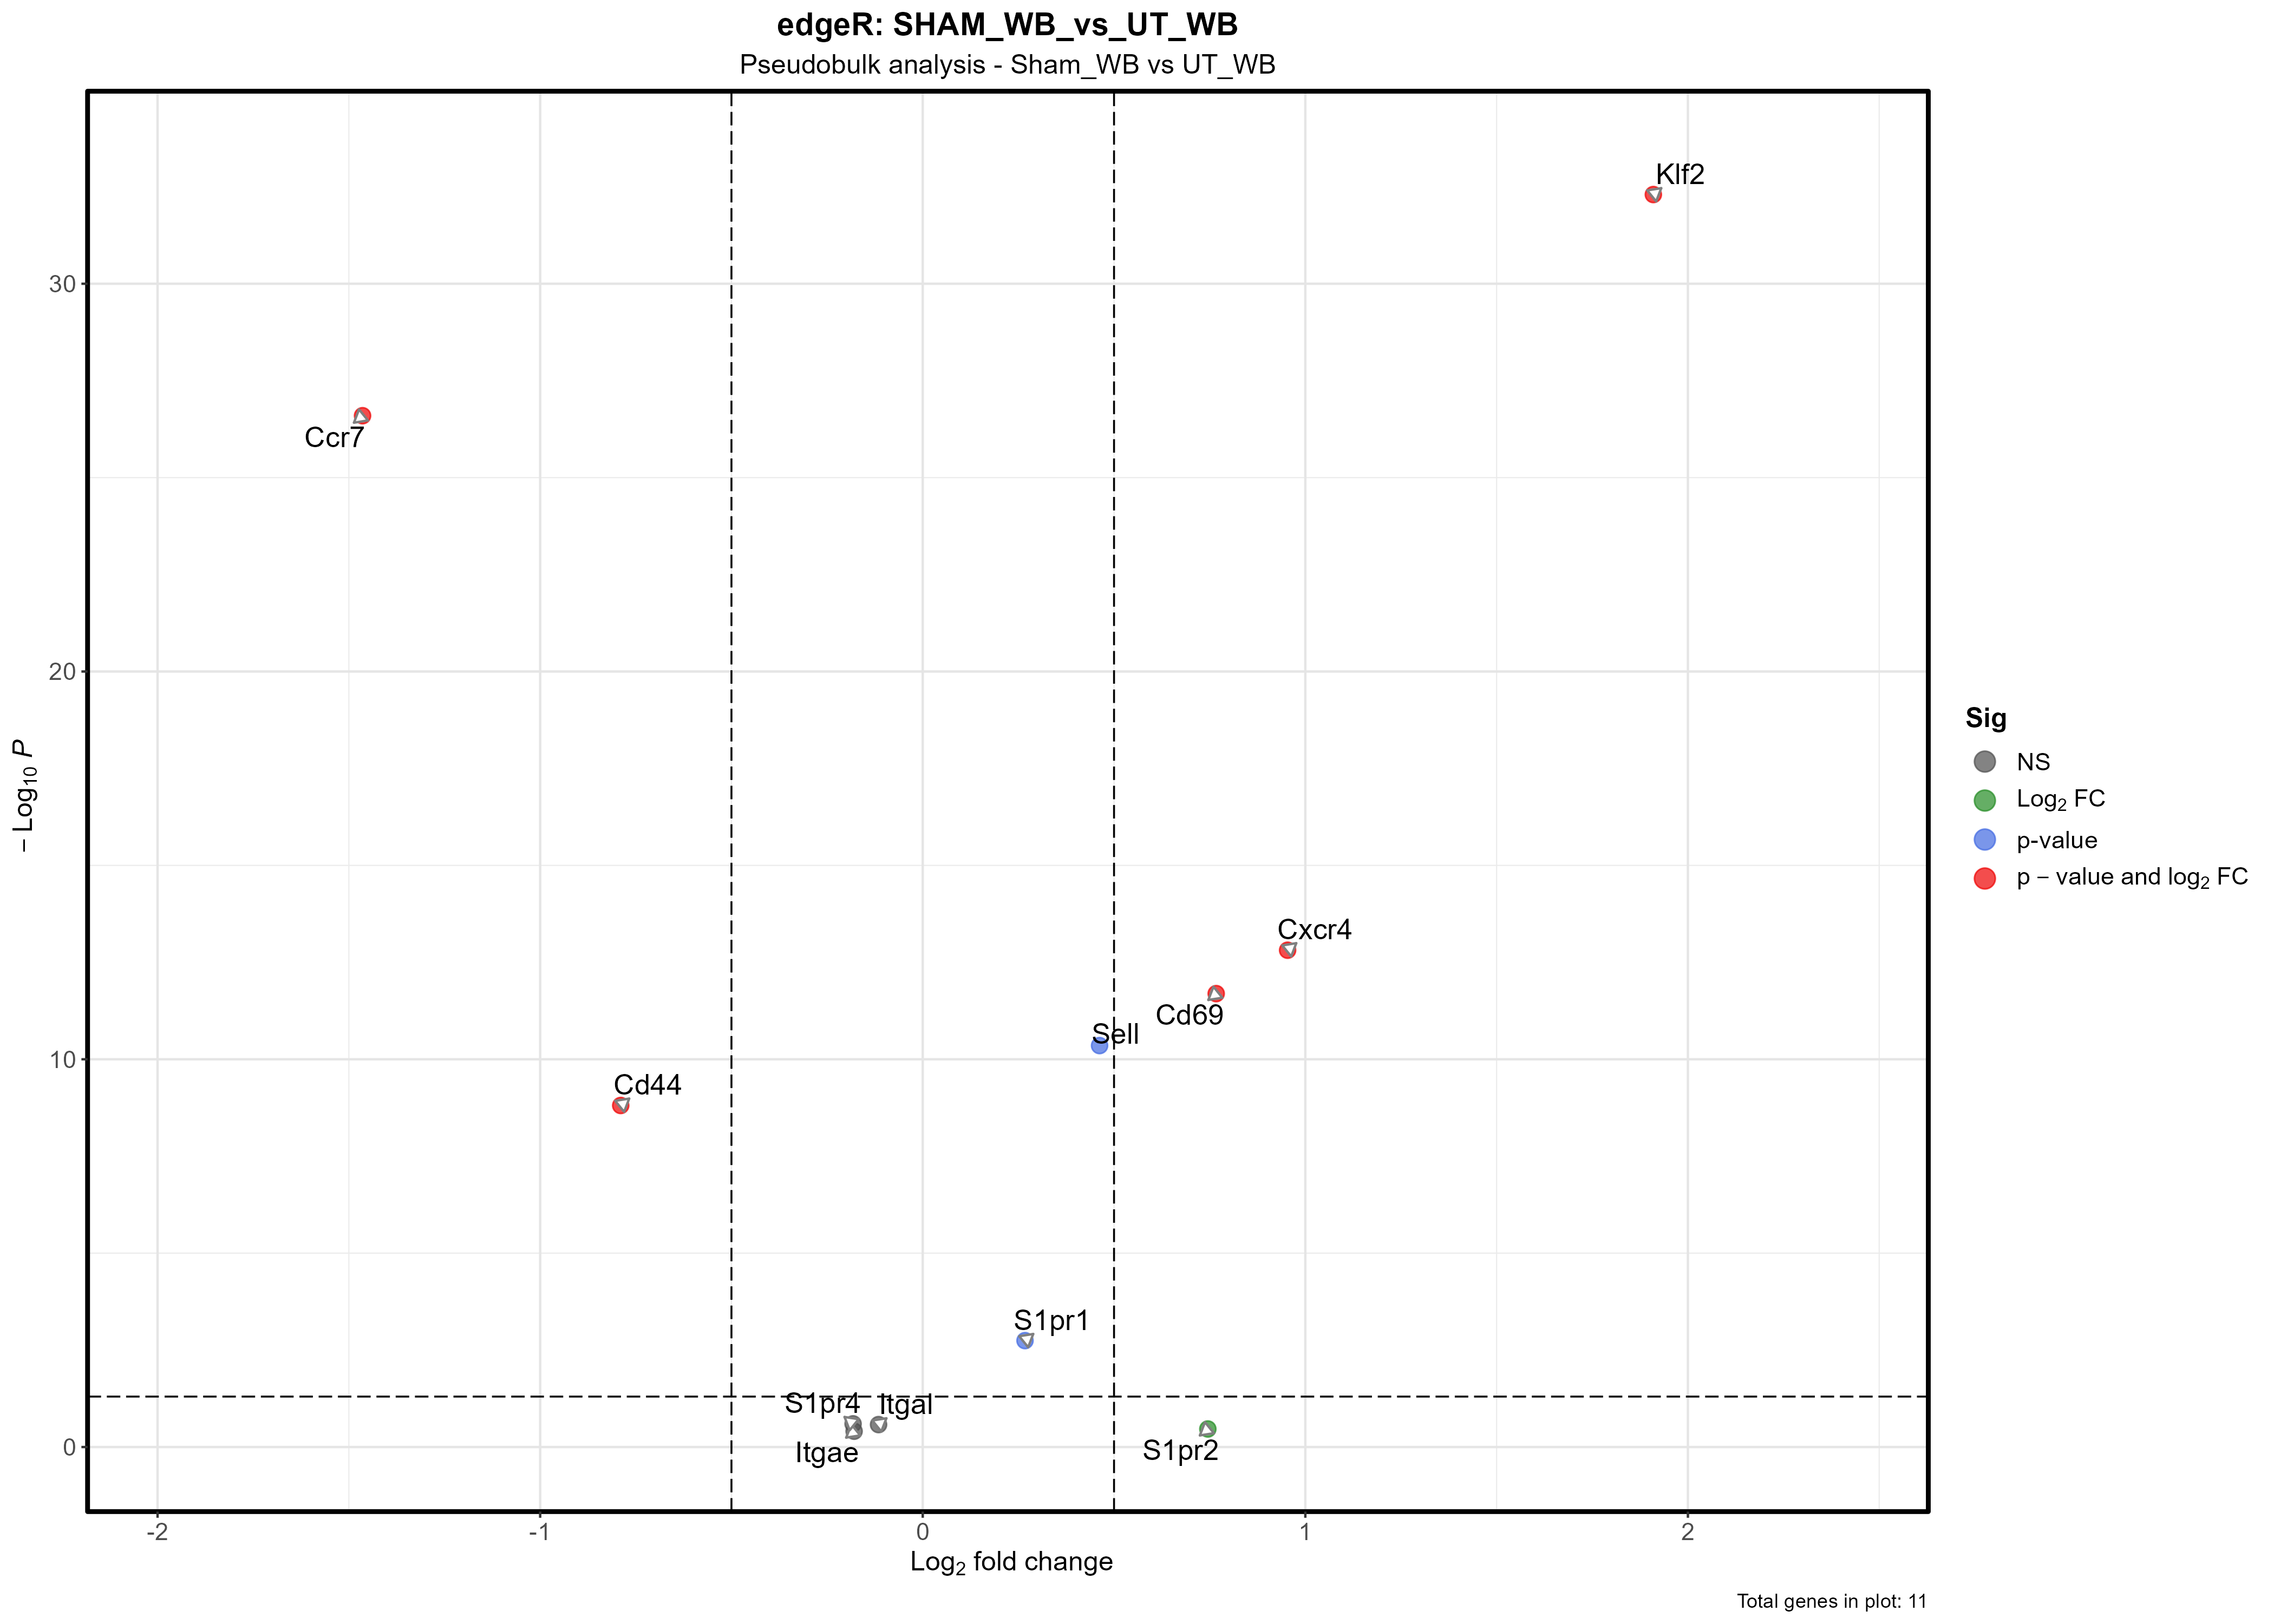 edgeR: SHAM_WB_vs_UT_WB
Pseudobulk analysis - Sham_WB vs UT_WB
Klf2
30
Ccr7
20
− Log10 P
Sig
NS
Log2 FC
p-value
p − value and log2 FC
Cxcr4
Cd69
Sell
10
Cd44
S1pr1
S1pr4
Itgal
0
Itgae
S1pr2
-2
-1
0
1
2
Log2 fold change
Total genes in plot: 11